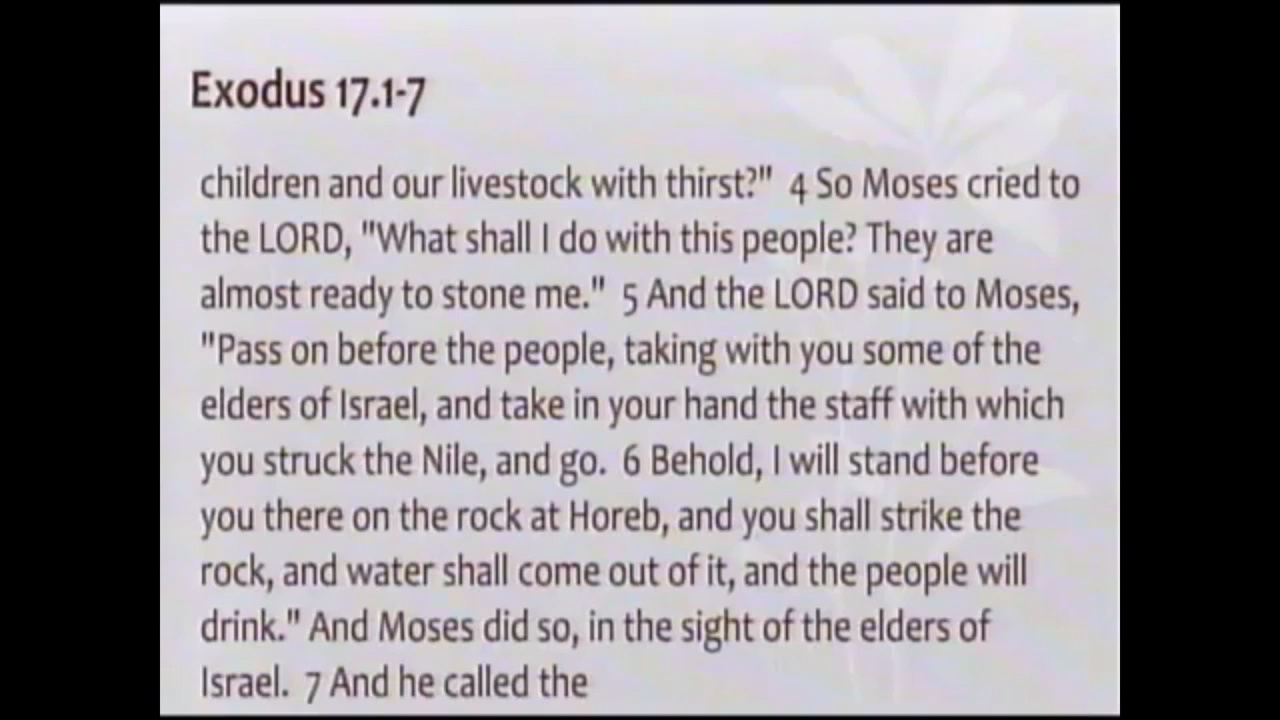 Exodus 17.1-7
children and our livestock with thirst?"  4 So Moses cried to
the LORD, "What shall I do with this people? They are
almost ready to stone me."  5 And the LORD said to Moses,
"Pass on before the people, taking with you some of the
elders of Israel, and take in your hand the staff with which
you struck the Nile, and go.  6 Behold, I will stand before
you there on the rock at Horeb, and you shall strike the
rock, and water shall come out of it, and the people will
drink." And Moses did so, in the sight of the elders of
Israel.  7 And he called the